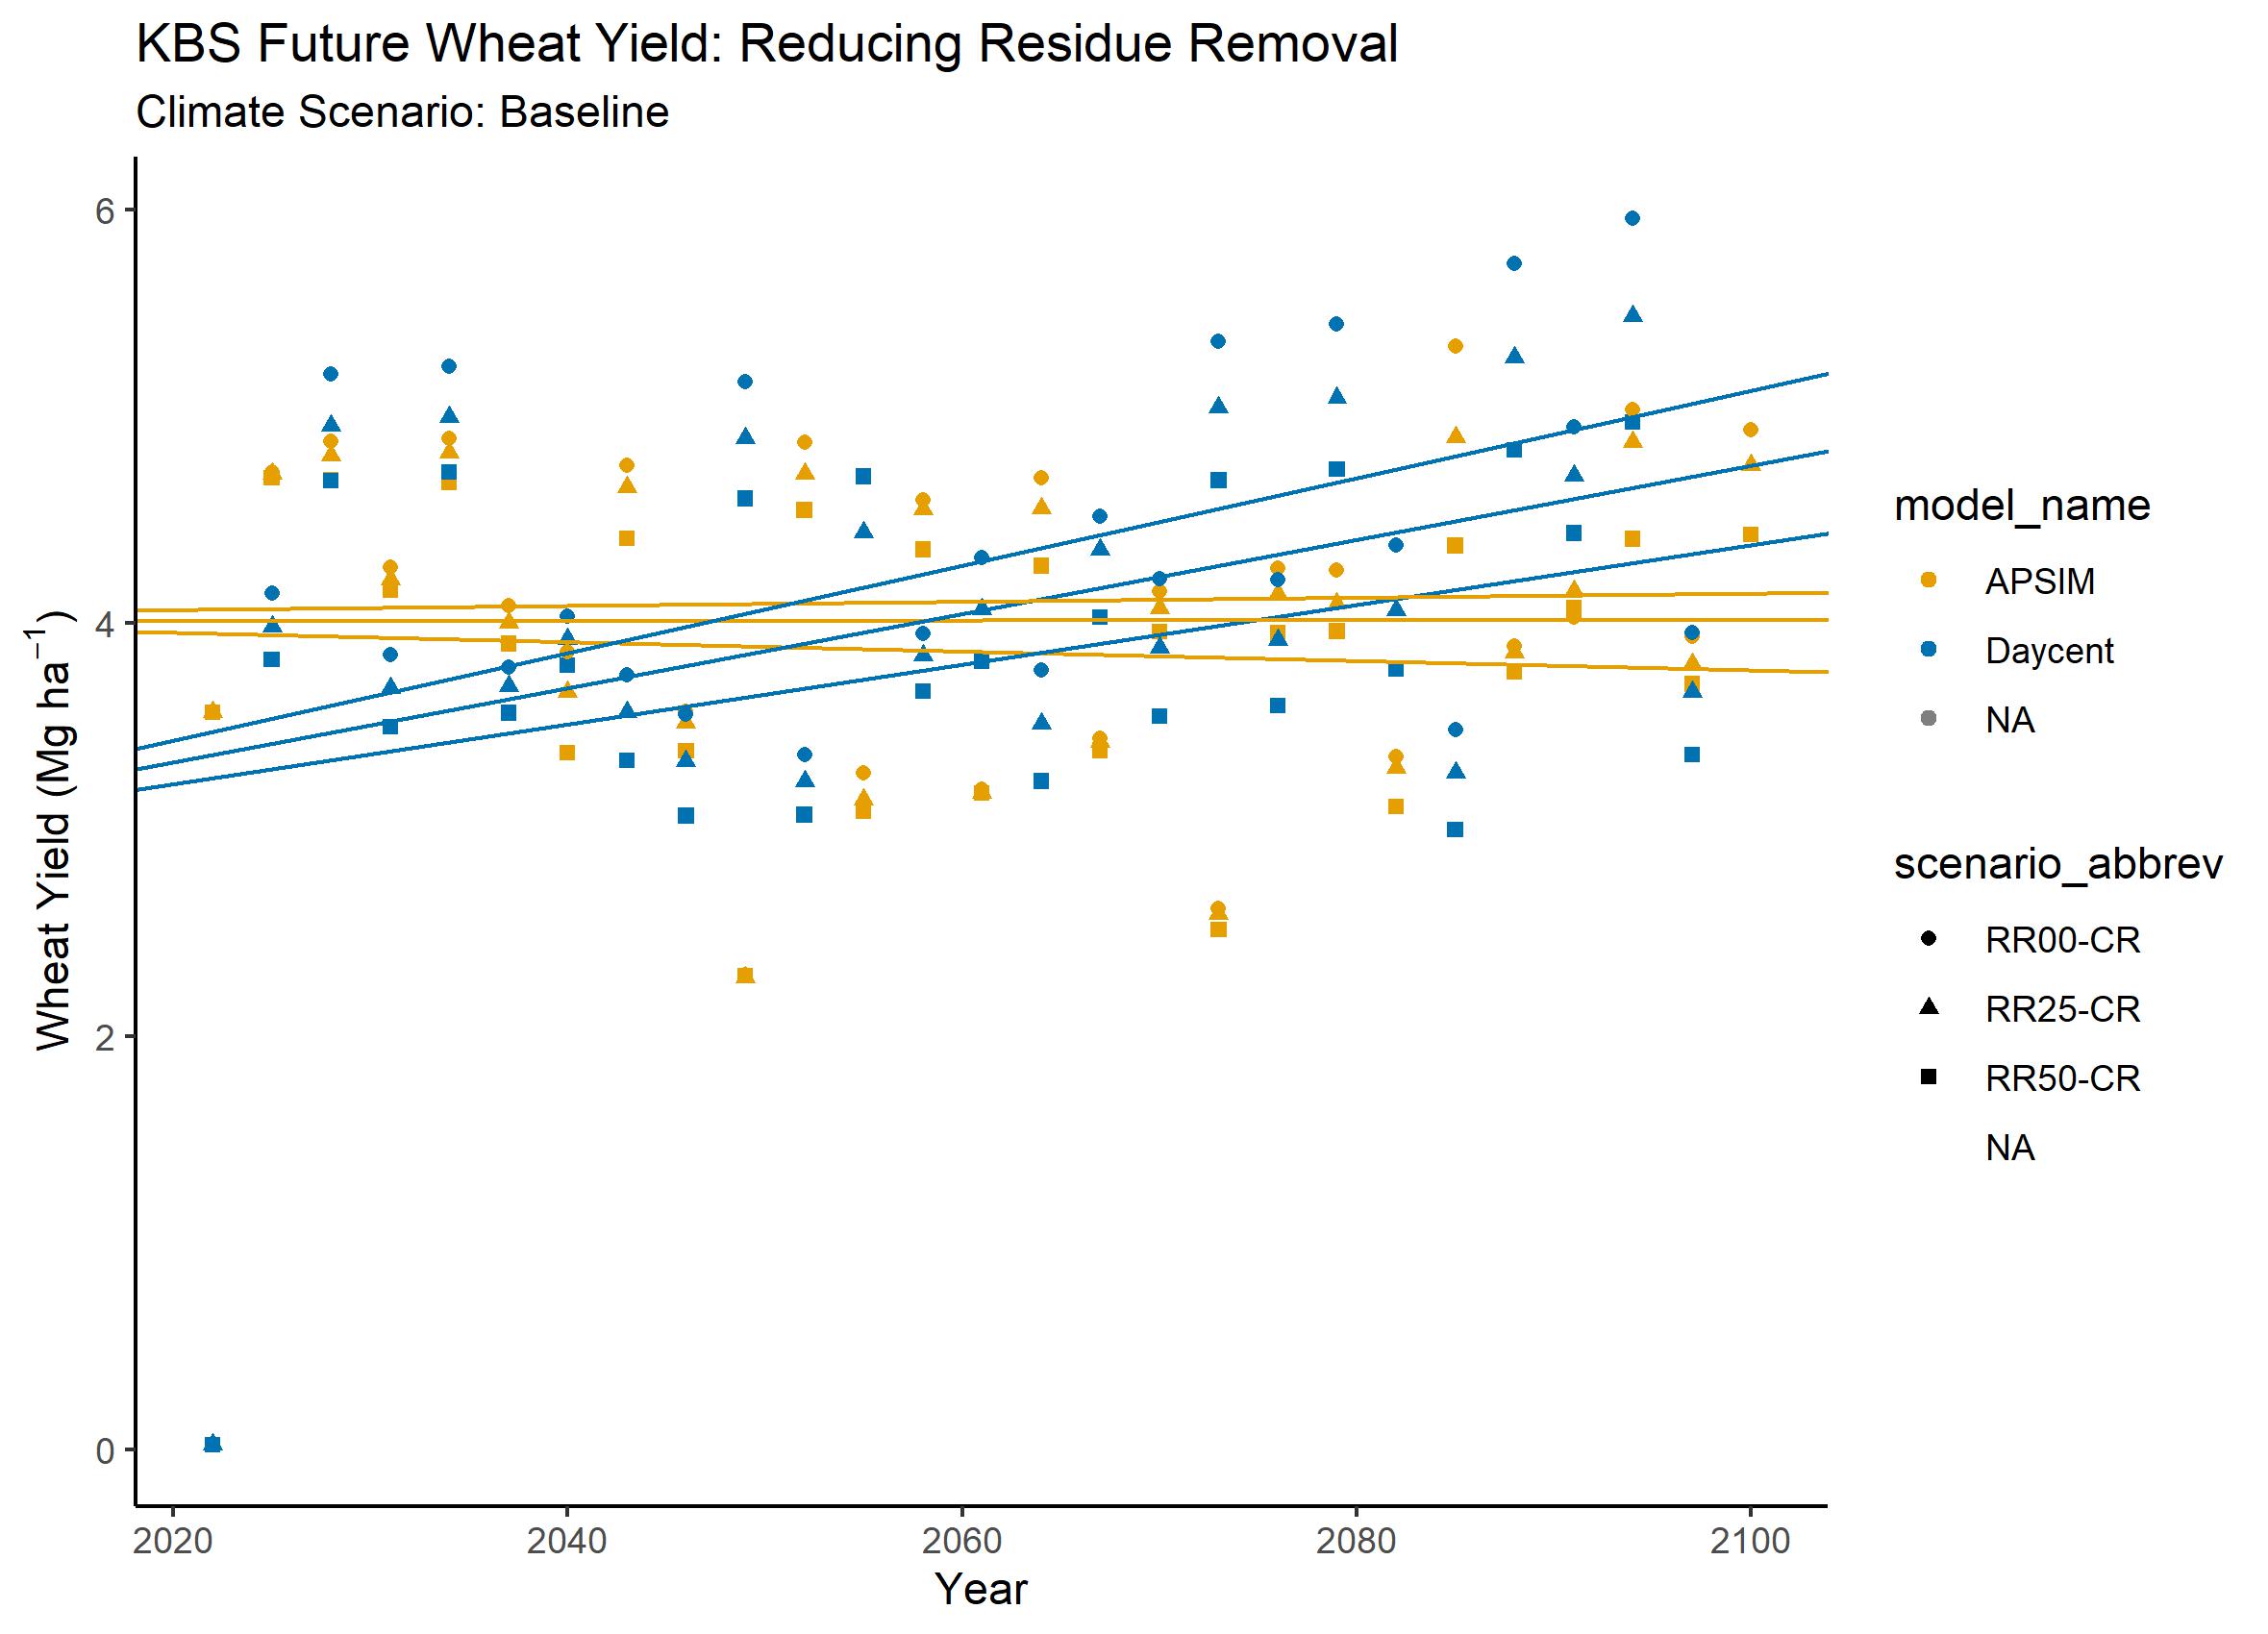 KBS Future Wheat Yield: Reducing Residue Removal
Climate Scenario: Baseline
Wheat Yield (Mg ha⁻¹)
6
4
2
0
2020
2040
2060
2080
2100
Year
model_name
APSIM
Daycent
NA
scenario_abbrev
RR00-CR
RR25-CR
RR50-CR
NA